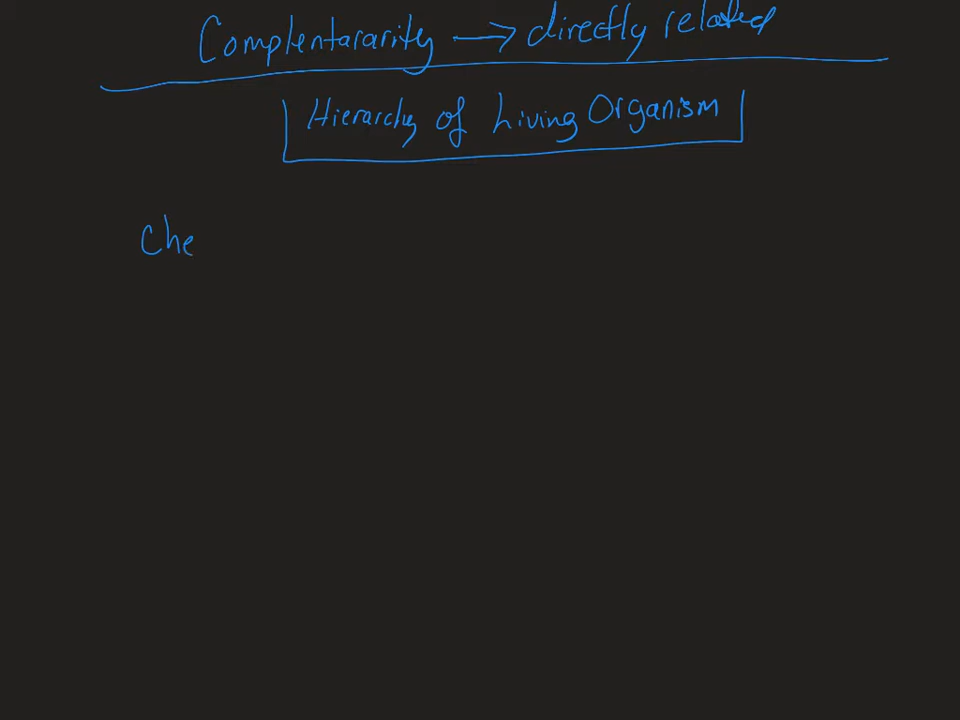 Complentararity → directly related
Hierarchy of Living Organism
Che